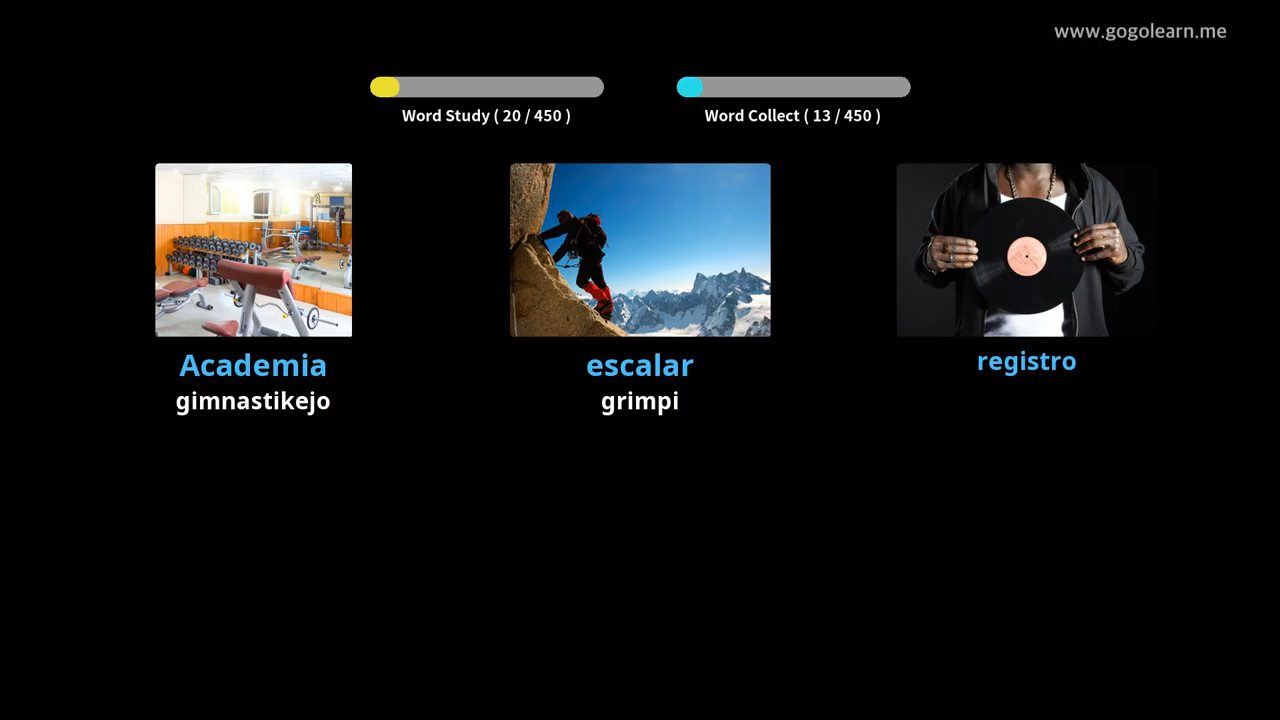 www.gogolearn.me
Word Study ( 20 / 450 )
Word Collect ( 13 / 450 )
Academia
gimnastikejo
escalar
grimpi
registro